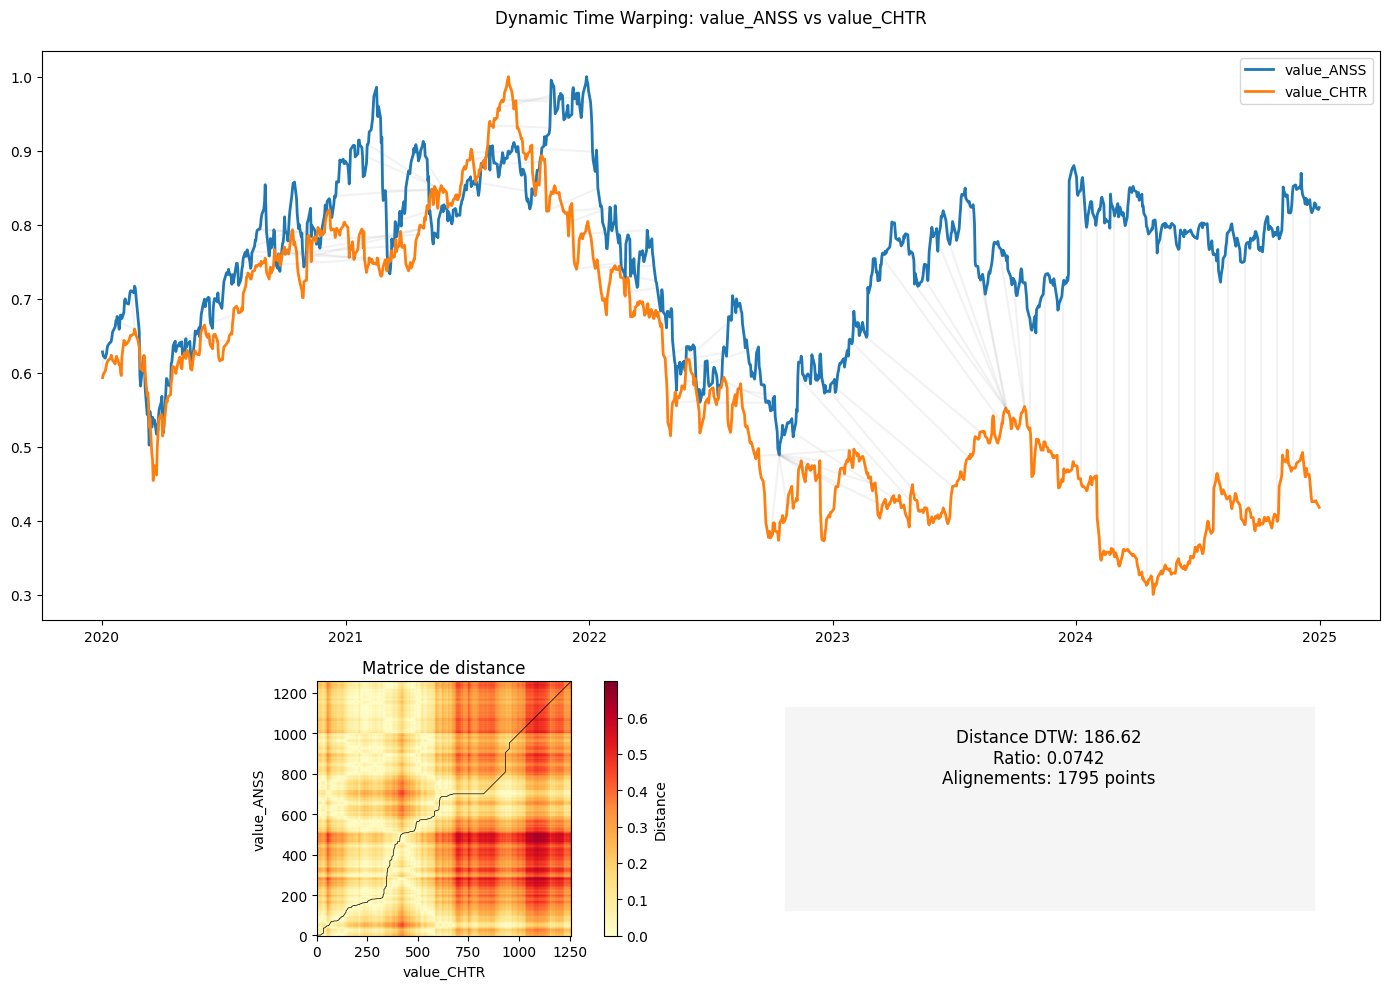 Dynamic Time Warping: value_ANSS vs value_CHTR
value_ANSS
value_CHTR
1.0
0.9
0.8
0.7
0.6
0.5
0.4
0.3
2020 2021 2022 2023 2024 2025
Matrice de distance
value_ANSS
1200
1000
800
600
400
200
0
0 250 500 750 1000 1250
value_CHTR
0.6
0.5
0.4
0.3
0.2
0.1
0.0
Distance
Distance DTW: 186.62
Ratio: 0.0742
Alignements: 1795 points